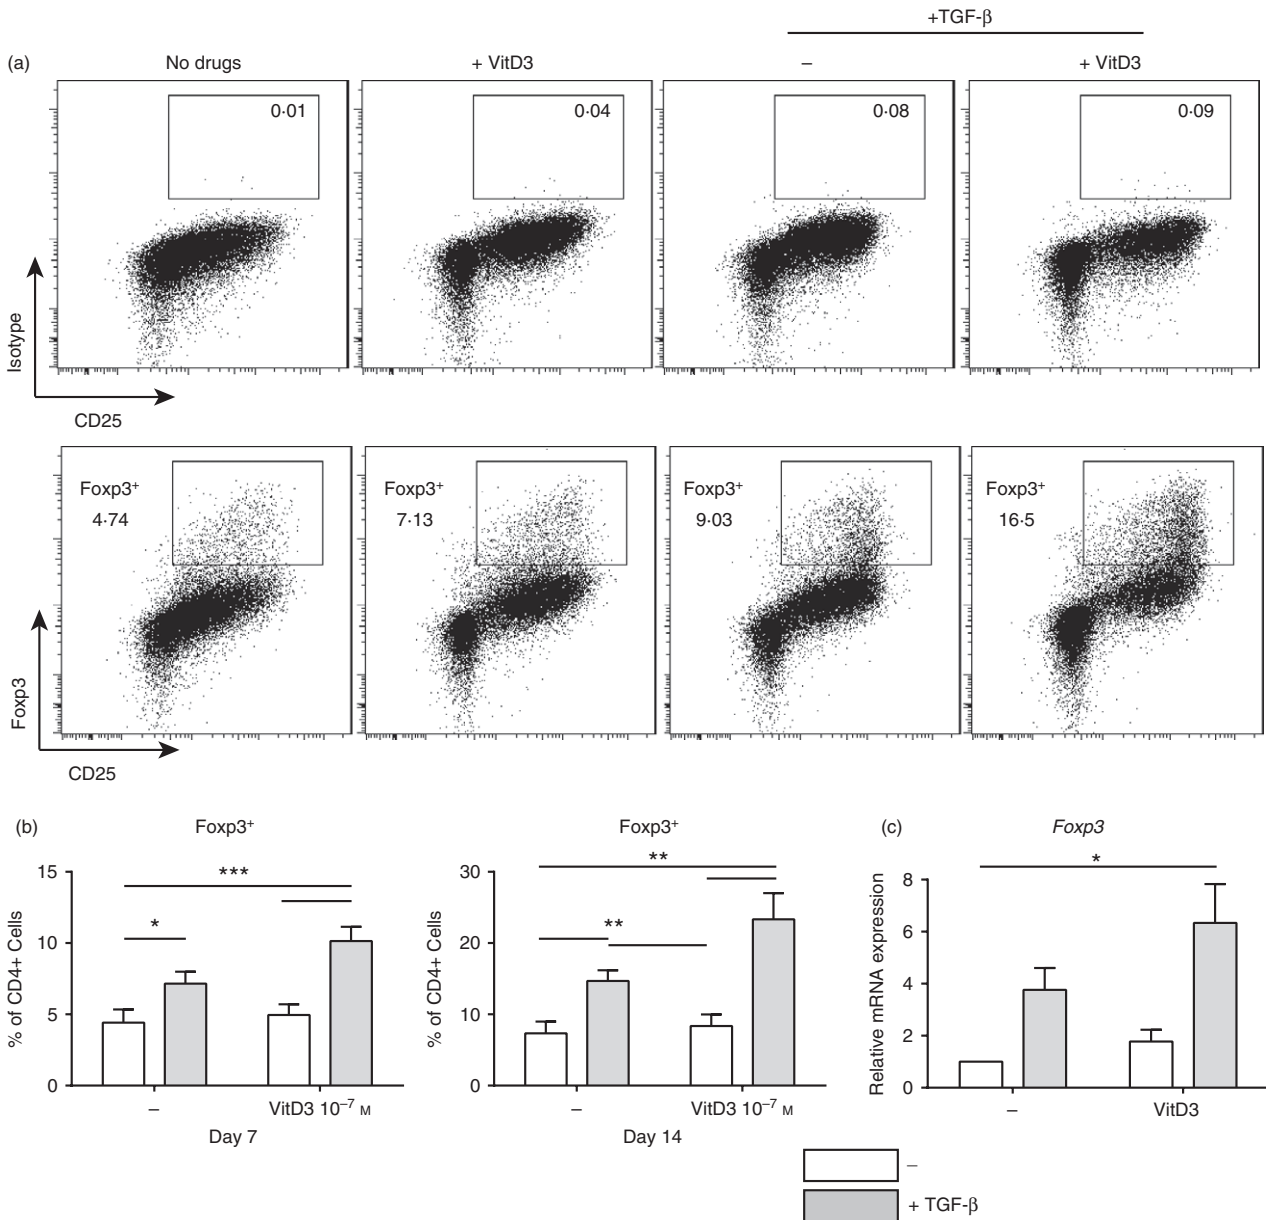 +TGF-β
(a)
No drugs
+ VitD3
–
+ VitD3
0·01
0·04
0·08
0·09
Isotype
CD25
Foxp3⁺
4·74
Foxp3⁺
7·13
Foxp3⁺
9·03
Foxp3⁺
16·5
Foxp3
CD25
(b)
Foxp3⁺
15
10
5
0
% of CD4+ Cells
***
*
–
VitD3 10⁻⁷ M
Day 7
Foxp3⁺
30
20
10
0
% of CD4+ Cells
**
**
–
VitD3 10⁻⁷ M
Day 14
(c)
Foxp3
8
6
4
2
0
Relative mRNA expression
*
–
VitD3
–
+ TGF-β